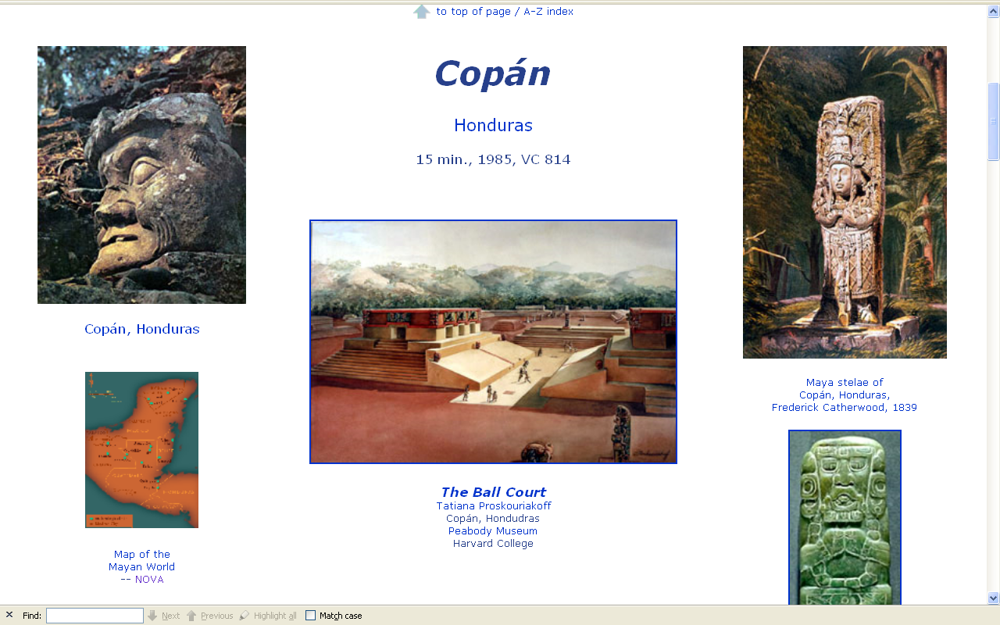 to top of page / A-Z index
Copán
Honduras
15 min., 1985, VC 814
Copán, Honduras
Map of the
Mayan World
-- NOVA
The Ball Court
Tatiana Proskouriakoff
Copán, Hondudras
Peabody Museum
Harvard College
Maya stelae of
Copán, Honduras,
Frederick Catherwood, 1839
Find:
Next
Previous
Highlight all
Match case